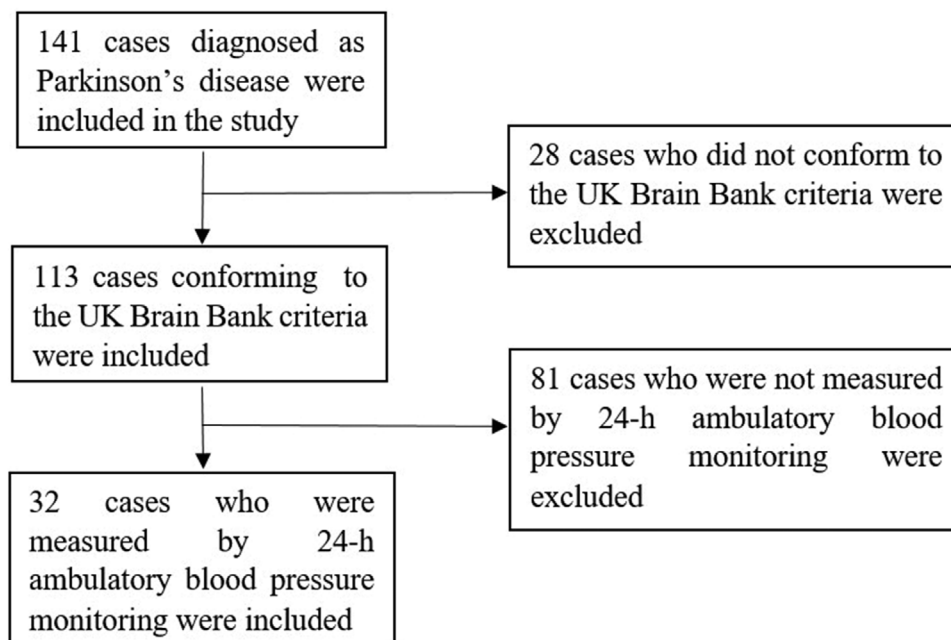 141 cases diagnosed as
Parkinson’s disease were
included in the study
28 cases who did not conform to
the UK Brain Bank criteria were
excluded
113 cases conforming to
the UK Brain Bank criteria
were included
81 cases who were not measured
by 24-h ambulatory blood
pressure monitoring were
excluded
32 cases who were
measured by 24-h
ambulatory blood pressure
monitoring were included